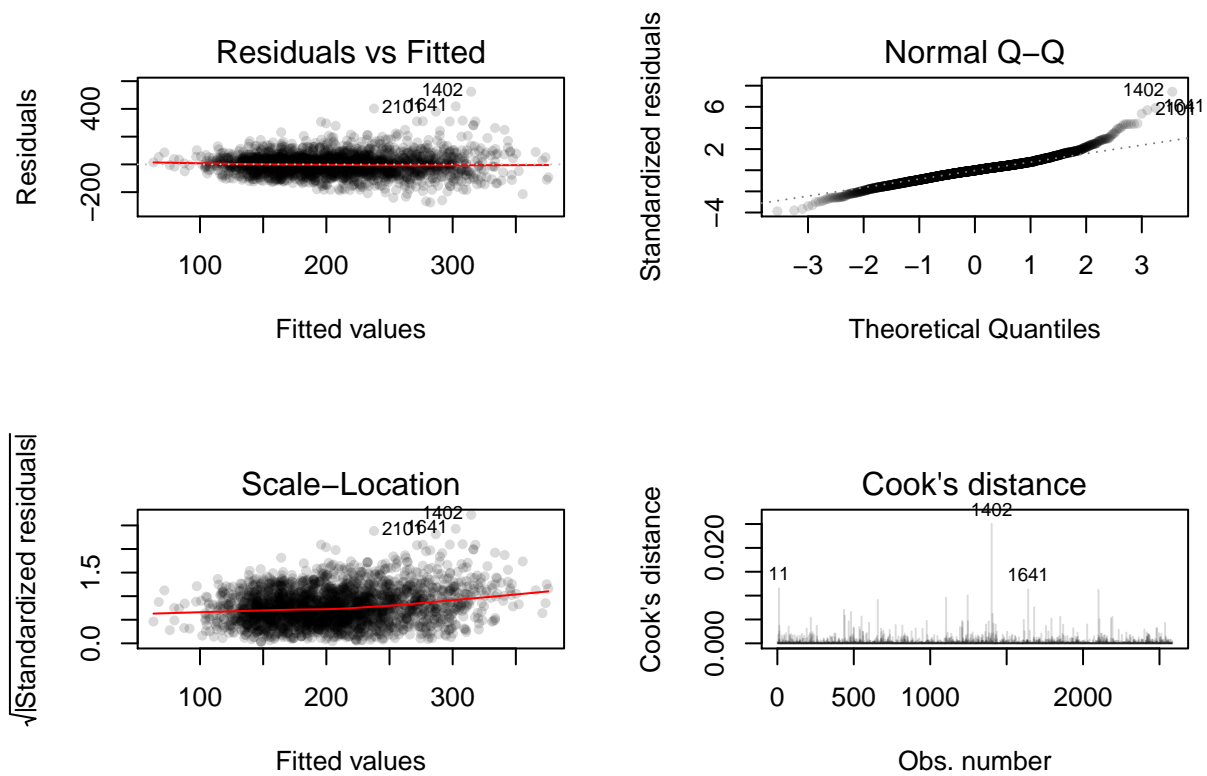 Residuals vs Fitted
Residuals
400
−200
1402
2101
1641
100 200 300
Fitted values
Normal Q−Q
Standardized residuals
6
2
−4
1402
1641
2101
−3 −2 −1 0 1 2 3
Theoretical Quantiles
Scale−Location
√|Standardized residuals|
1.5
0.0
1402
2101
1641
100 200 300
Fitted values
Cook's distance
Cook's distance
0.020
0.000
1402
11
1641
0 500 1000 2000
Obs. number